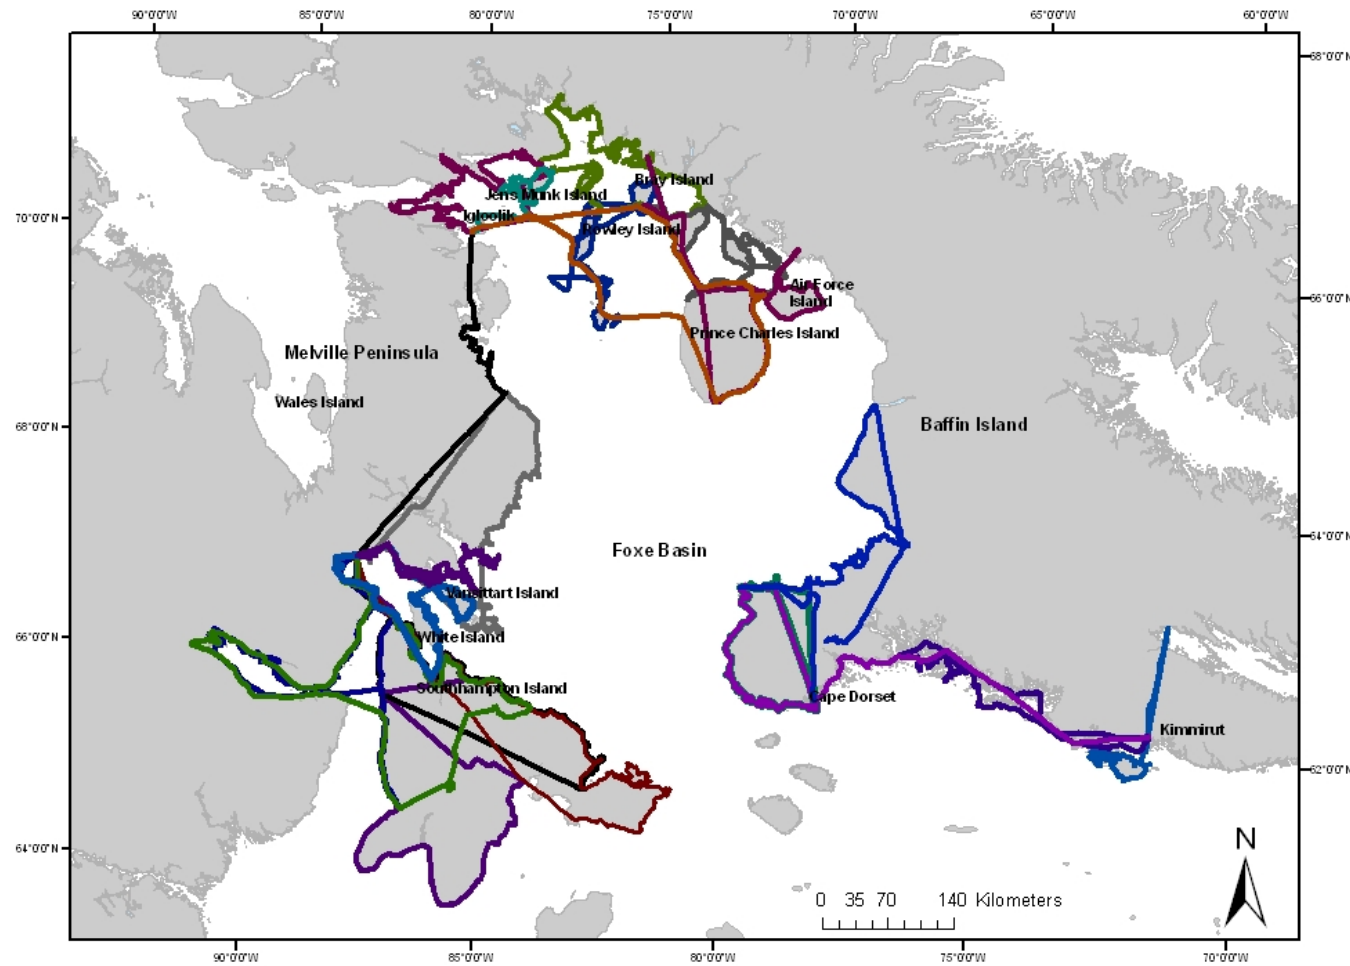 90°0'0"W 85°0'0"W 80°0'0"W 75°0'0"W 70°0'0"W 65°0'0"W 60°0'0"W
68°0'0"N
Bray Island
Jens Munk Island
70°0'0"N
Igloolik
Rowley Island
Air Force
Island
66°0'0"N
Prince Charles Island
Melville Peninsula
Wales Island
Baffin Island
68°0'0"N
64°0'0"N
Foxe Basin
Vansittart Island
White Island
66°0'0"N
Southampton Island
Cape Dorset
Kimmirut
62°0'0"N
N
64°0'0"N
0 35 70 140 Kilometers
90°0'0"W 85°0'0"W 80°0'0"W 75°0'0"W 70°0'0"W